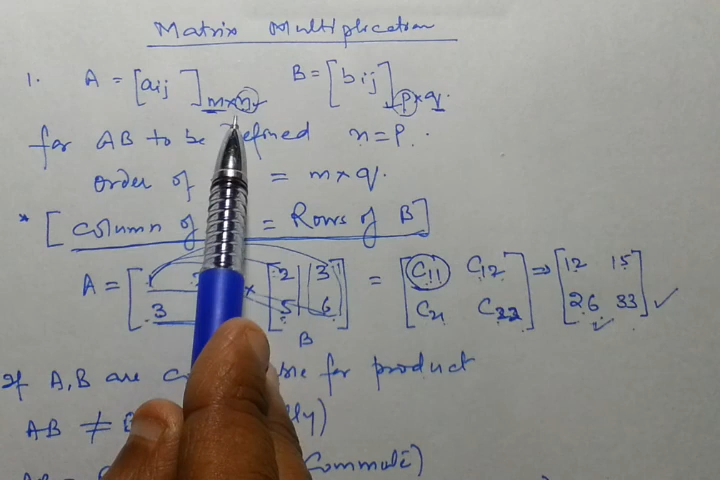 Matrix Multiplication
1. A = [aij]m×n B = [bij]p×q.
for AB to be defined n = p.
order of = m×q.
* [column of = Rows of B]
A = [ 3 × [2 3 5 6] B = [C11 C12 C21 C22] ⇒ [12 15 26 33] ✓
If A,B are for product
AB ≠
Commute)